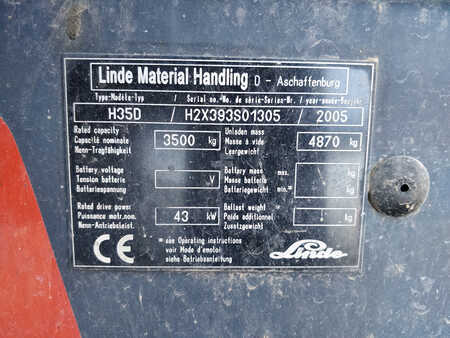 Linde Material Handling D - Aschaffenburg
Type-Modèle-Typ / Serial no.-No. de série-Serien-Nr. / year-année-Baujahr
H35D / H2X393S01305 / 2005
Rated capacity
Capacité nominale 3500 kg
Nenn-Tragfähigkeit
Unladen mass
Masse à vide 4870 kg
Leergewicht
Battery voltage
Tension batterie V
Batteriespannung
Battery mass
Masse batterie kg
Batteriegewicht
Rated drive power
Puissance motr.nom. 43 kW
Nenn-Antriebsleist.
Ballast weight *
Poids additionnel kg
Zusatzgewicht
CE
* see Operating instructions
voir Mode d'emploi
siehe Betriebsanleitung
Linde